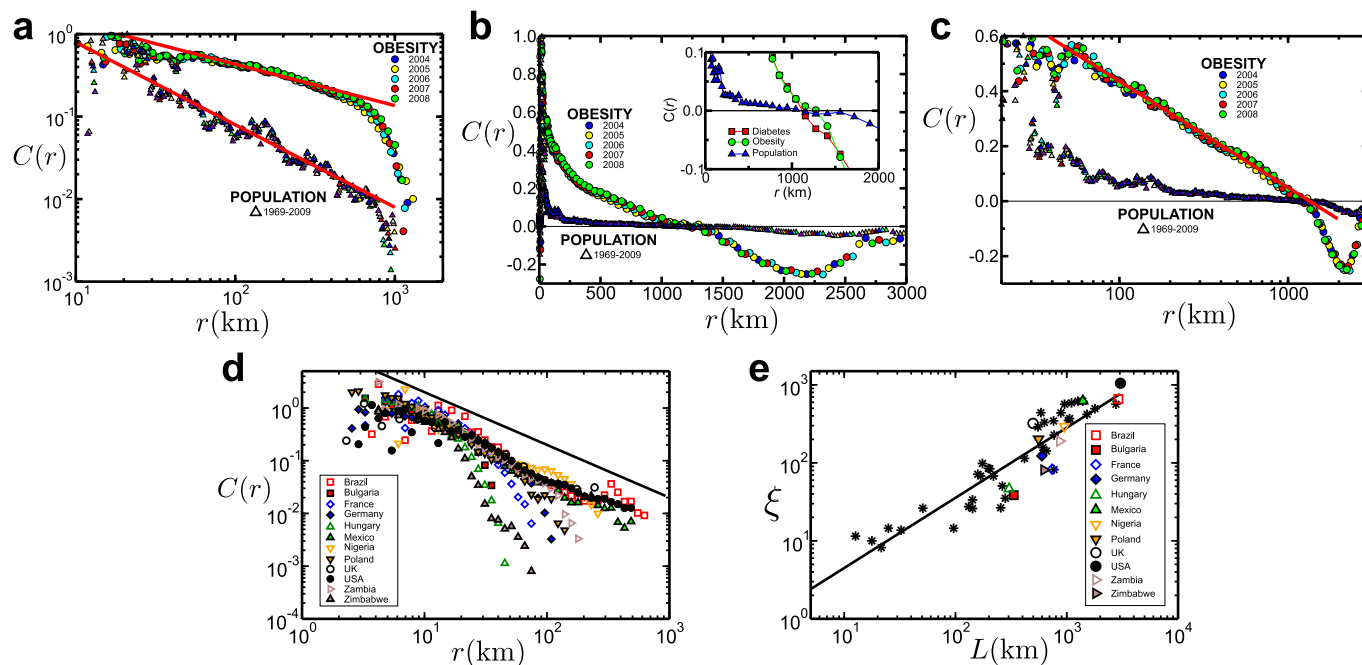 a
10^0
10^-1
10^-2
10^-3
C(r)
OBESITY
2004
2005
2006
2007
2008
POPULATION
1969-2009
10^1
10^2
10^3
r(km)
b
1.0
0.8
0.6
0.4
0.2
0.0
-0.2
C(r)
OBESITY
2004
2005
2006
2007
2008
POPULATION
1969-2009
0
500
1000
1500
2000
2500
3000
r(km)
0.1
0.0
-0.1
C(r)
Diabetes
Obesity
Population
0
1000
2000
r (km)
c
0.6
0.4
0.2
0.0
-0.2
C(r)
OBESITY
2004
2005
2006
2007
2008
POPULATION
1969-2009
100
1000
r(km)
d
10^0
10^-1
10^-2
10^-3
10^-4
C(r)
Brazil
Bulgaria
France
Germany
Hungary
Mexico
Nigeria
Poland
UK
USA
Zambia
Zimbabwe
10^0
10^1
10^2
10^3
r(km)
e
10^3
10^2
10^1
10^0
ξ
Brazil
Bulgaria
France
Germany
Hungary
Mexico
Nigeria
Poland
UK
USA
Zambia
Zimbabwe
10^1
10^2
10^3
10^4
L(km)